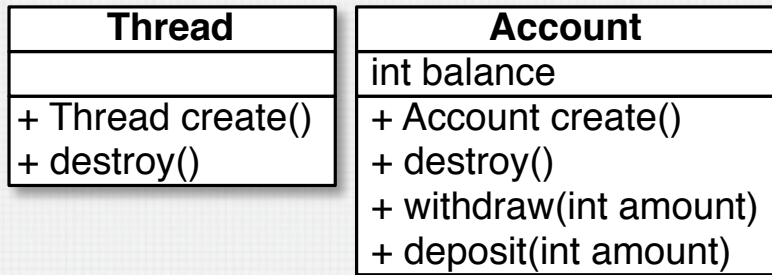 Thread
+ Thread create()
+ destroy()
Account
int balance
+ Account create()
+ destroy()
+ withdraw(int amount)
+ deposit(int amount)